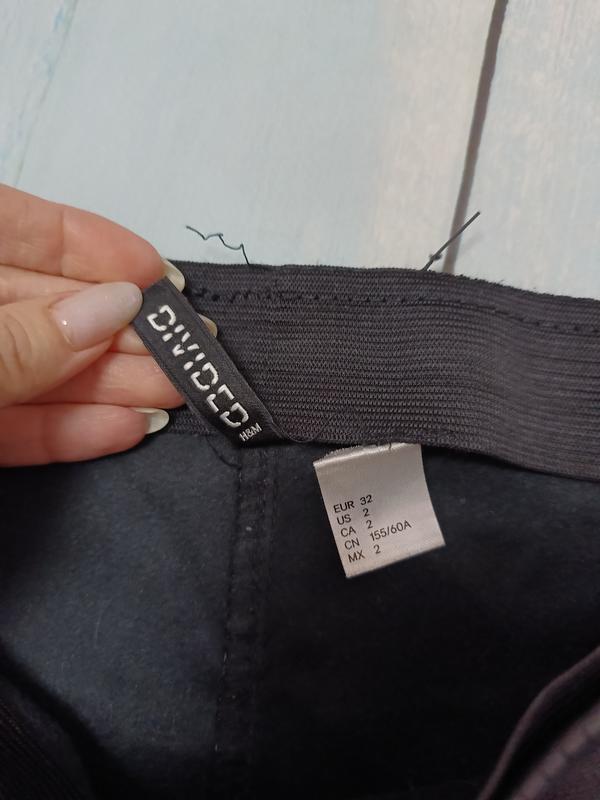 DIVIDED
H&M
EUR 32
US 2
CA 2
CN 155/60A
MX 2